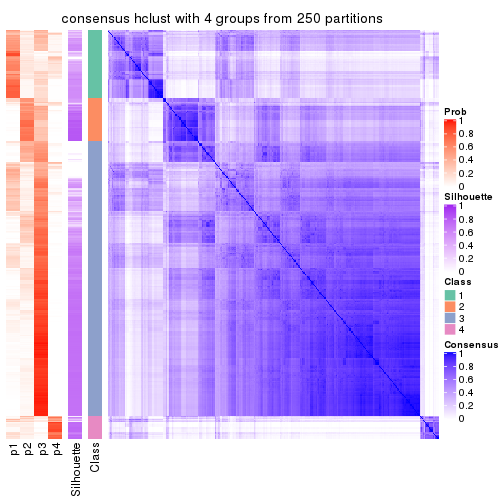 consensus hclust with 4 groups from 250 partitions
Prob
1
0.8
0.6
0.4
0.2
0
Silhouette
1
0.8
0.6
0.4
0.2
0
Class
1
2
3
4
Consensus
1
0.8
0.6
0.4
0.2
0
p1
p2
p3
p4
Silhouette
Class